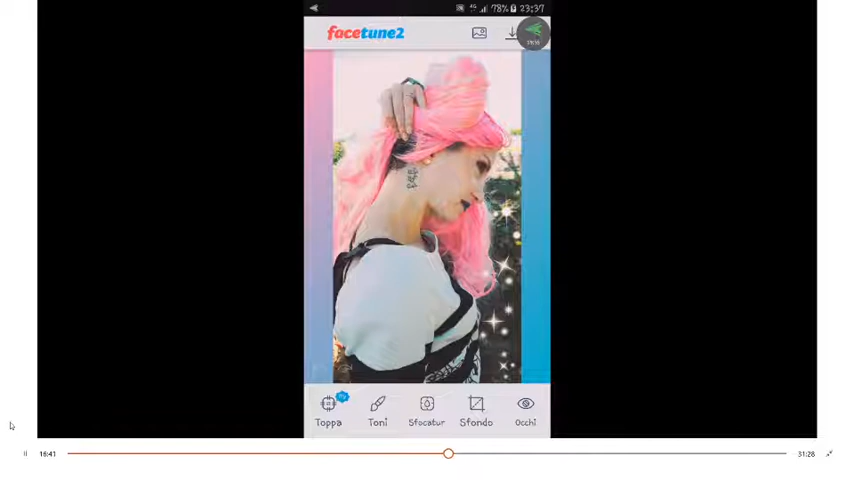 78% 23:37
facetune2
Toppa Toni Sfocatur Sfondo Occhi
16:41 31:28